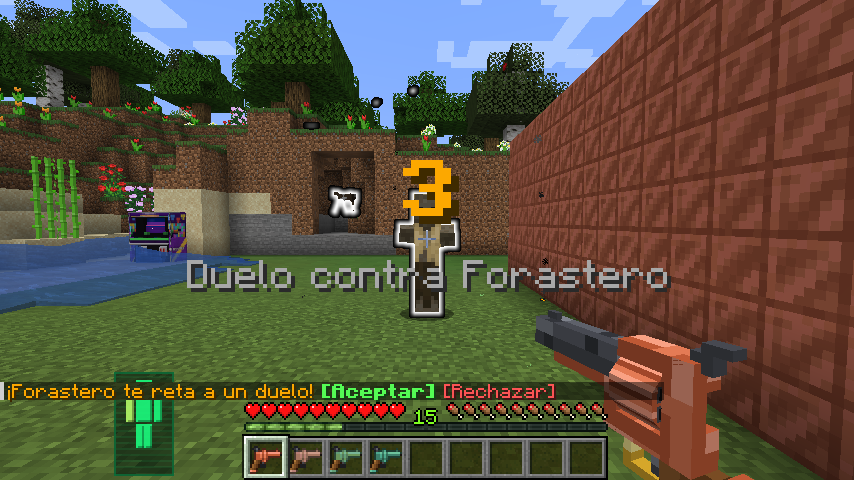 3
Duelo contra Forastero
¡Forastero te reta a un duelo! [Aceptar] [Rechazar]
15